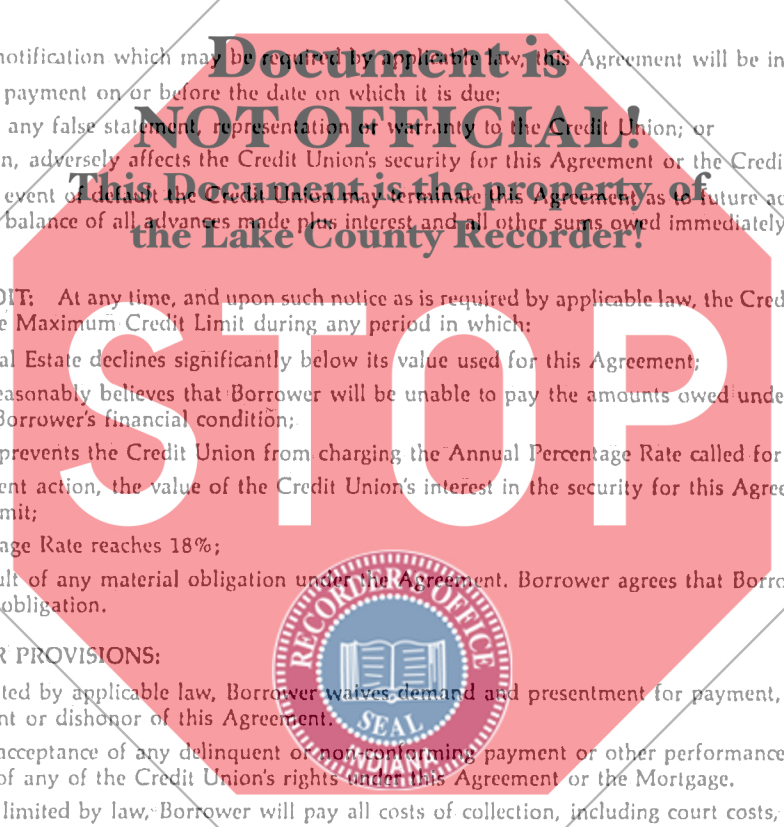 Document is
NOT OFFICIAL!
This Document is the property of
the Lake County Recorder!
STOP
RECORDER'S OFFICE
SEAL
INDIANA
notification which may be required by applicable law, this Agreement will be in
payment on or before the date on which it is due;
any false statement, representation or warranty to the Credit Union; or
n, adversely affects the Credit Union's security for this Agreement or the Credi
event of default the Credit Union may terminate this Agreement as to future ad
balance of all advances made plus interest and all other sums owed immediately
DIT: At any time, and upon such notice as is required by applicable law, the Cred
e Maximum Credit Limit during any period in which:
al Estate declines significantly below its value used for this Agreement;
easonably believes that Borrower will be unable to pay the amounts owed unde
Borrower's financial condition;
prevents the Credit Union from charging the Annual Percentage Rate called for
ent action, the value of the Credit Union's interest in the security for this Agree
mit;
age Rate reaches 18%;
ult of any material obligation under the Agreement. Borrower agrees that Borro
obligation.
R PROVISIONS:
ted by applicable law, Borrower waives demand and presentment for payment,
nt or dishonor of this Agreement.
acceptance of any delinquent or non-conforming payment or other performance
of any of the Credit Union's rights under this Agreement or the Mortgage.
limited by law, Borrower will pay all costs of collection, including court costs,